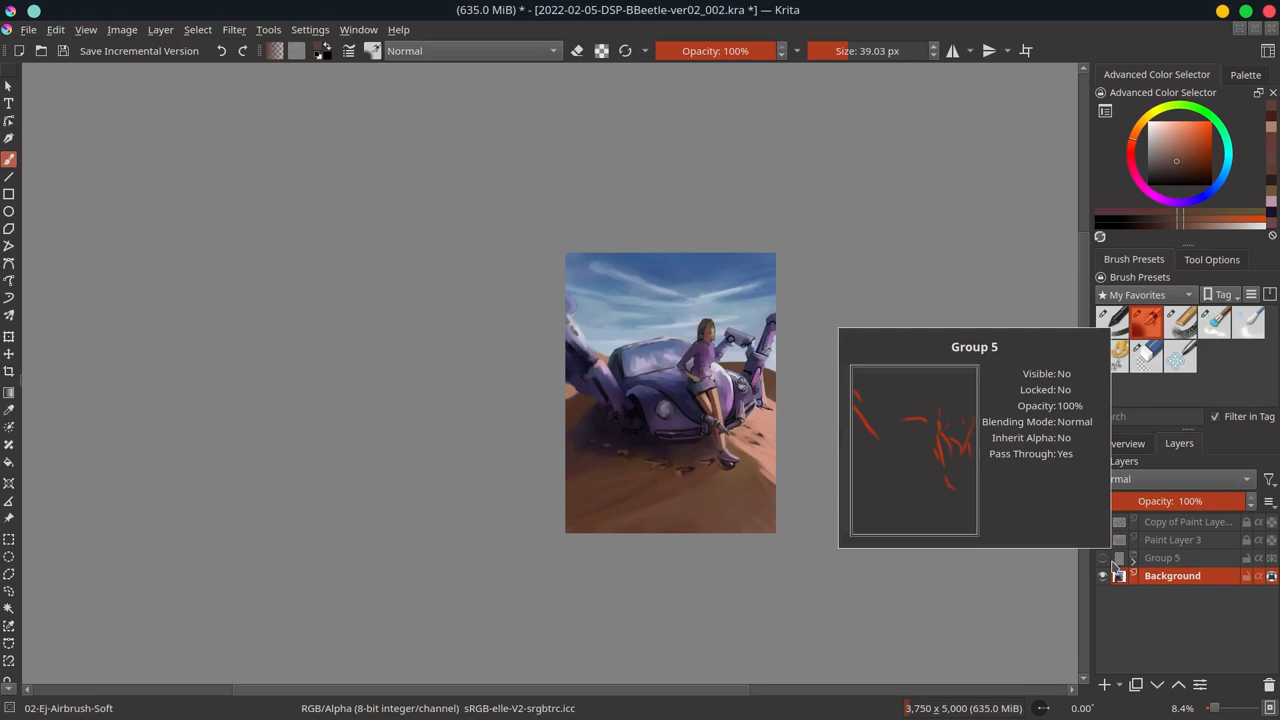 (635.0 MiB) * - [2022-02-05-DSP-BBeetle-ver02_002.kra *] — Krita
File Edit View Image Layer Select Filter Tools Settings Window Help
Save Incremental Version
Normal
Opacity: 100%
Size: 39.03 px
Advanced Color Selector
Palette
Advanced Color Selector
Brush Presets
Tool Options
Brush Presets
★ My Favorites
Tag
Filter in Tag
Layers
Layers
Opacity: 100%
Copy of Paint Laye...
Paint Layer 3
Group 5
Background
Group 5
Visible: No
Locked: No
Opacity: 100%
Blending Mode: Normal
Inherit Alpha: No
Pass Through: Yes
02-Ej-Airbrush-Soft
RGB/Alpha (8-bit integer/channel) sRGB-elle-V2-srgbtrc.icc
3,750 x 5,000 (635.0 MiB)
0.00°
8.4%